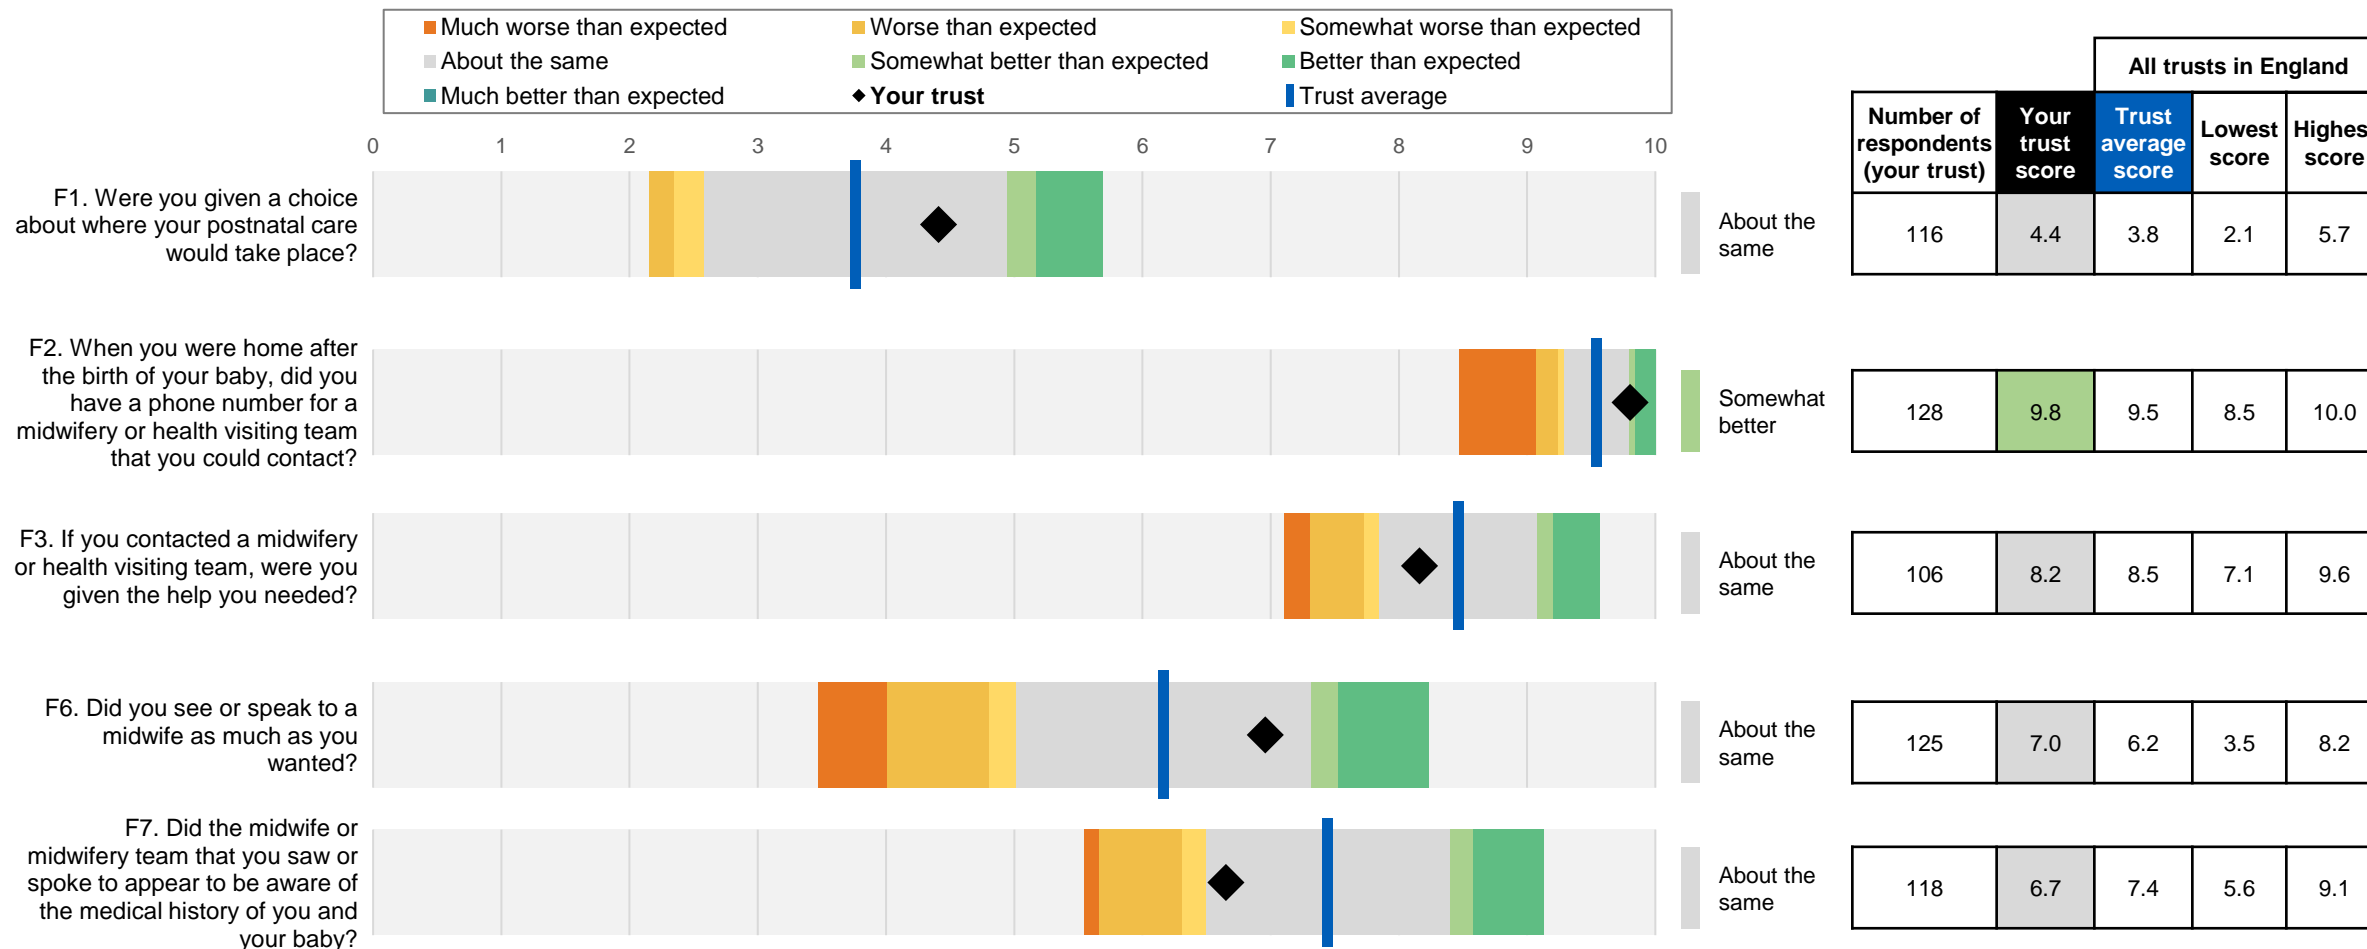 Much worse than expected
Worse than expected
Somewhat worse than expected
About the same
Somewhat better than expected
Better than expected
Much better than expected
Your trust
Trust average
All trusts in England
Number of
respondents
(your trust)
Your
trust
score
Trust
average
score
Lowest
score
Highes
score
0 1 2 3 4 5 6 7 8 9 10
F1. Were you given a choice
about where your postnatal care
would take place?
About the
same
116 4.4 3.8 2.1 5.7
F2. When you were home after
the birth of your baby, did you
have a phone number for a
midwifery or health visiting team
that you could contact?
Somewhat
better
128 9.8 9.5 8.5 10.0
F3. If you contacted a midwifery
or health visiting team, were you
given the help you needed?
About the
same
106 8.2 8.5 7.1 9.6
F6. Did you see or speak to a
midwife as much as you
wanted?
About the
same
125 7.0 6.2 3.5 8.2
F7. Did the midwife or
midwifery team that you saw or
spoke to appear to be aware of
the medical history of you and
your baby?
About the
same
118 6.7 7.4 5.6 9.1